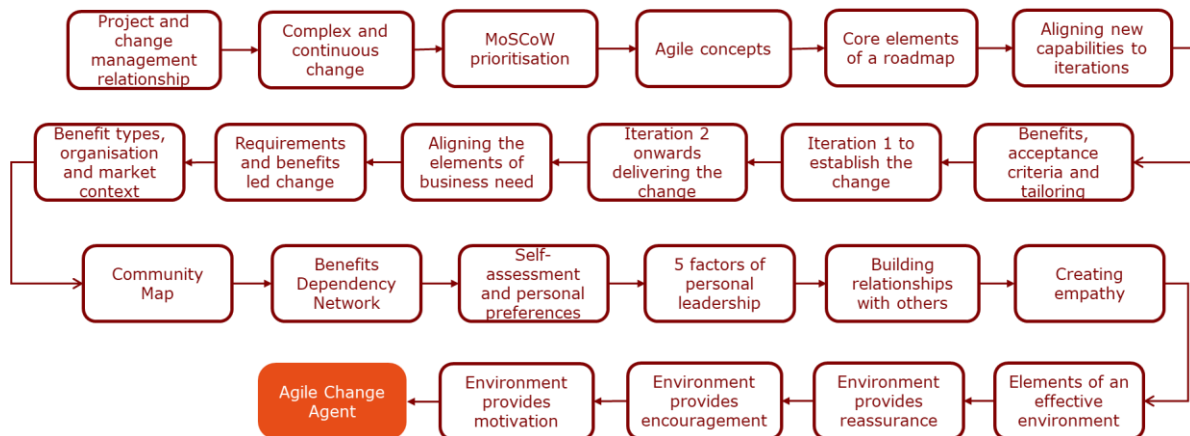 Project and
change
management
relationship
Complex and
continuous
change
MoSCoW
prioritisation
Agile concepts
Core elements
of a roadmap
Aligning new
capabilities to
iterations
Benefit types,
organisation
and market
context
Requirements
and benefits
led change
Aligning the
elements of
business need
Iteration 2
onwards
delivering the
change
Iteration 1 to
establish the
change
Benefits,
acceptance
criteria and
tailoring
Community
Map
Benefits
Dependency
Network
Self-
assessment
and personal
preferences
5 factors of
personal
leadership
Building
relationships
with others
Creating
empathy
Agile Change
Agent
Environment
provides
motivation
Environment
provides
encouragement
Environment
provides
reassurance
Elements of an
effective
environment